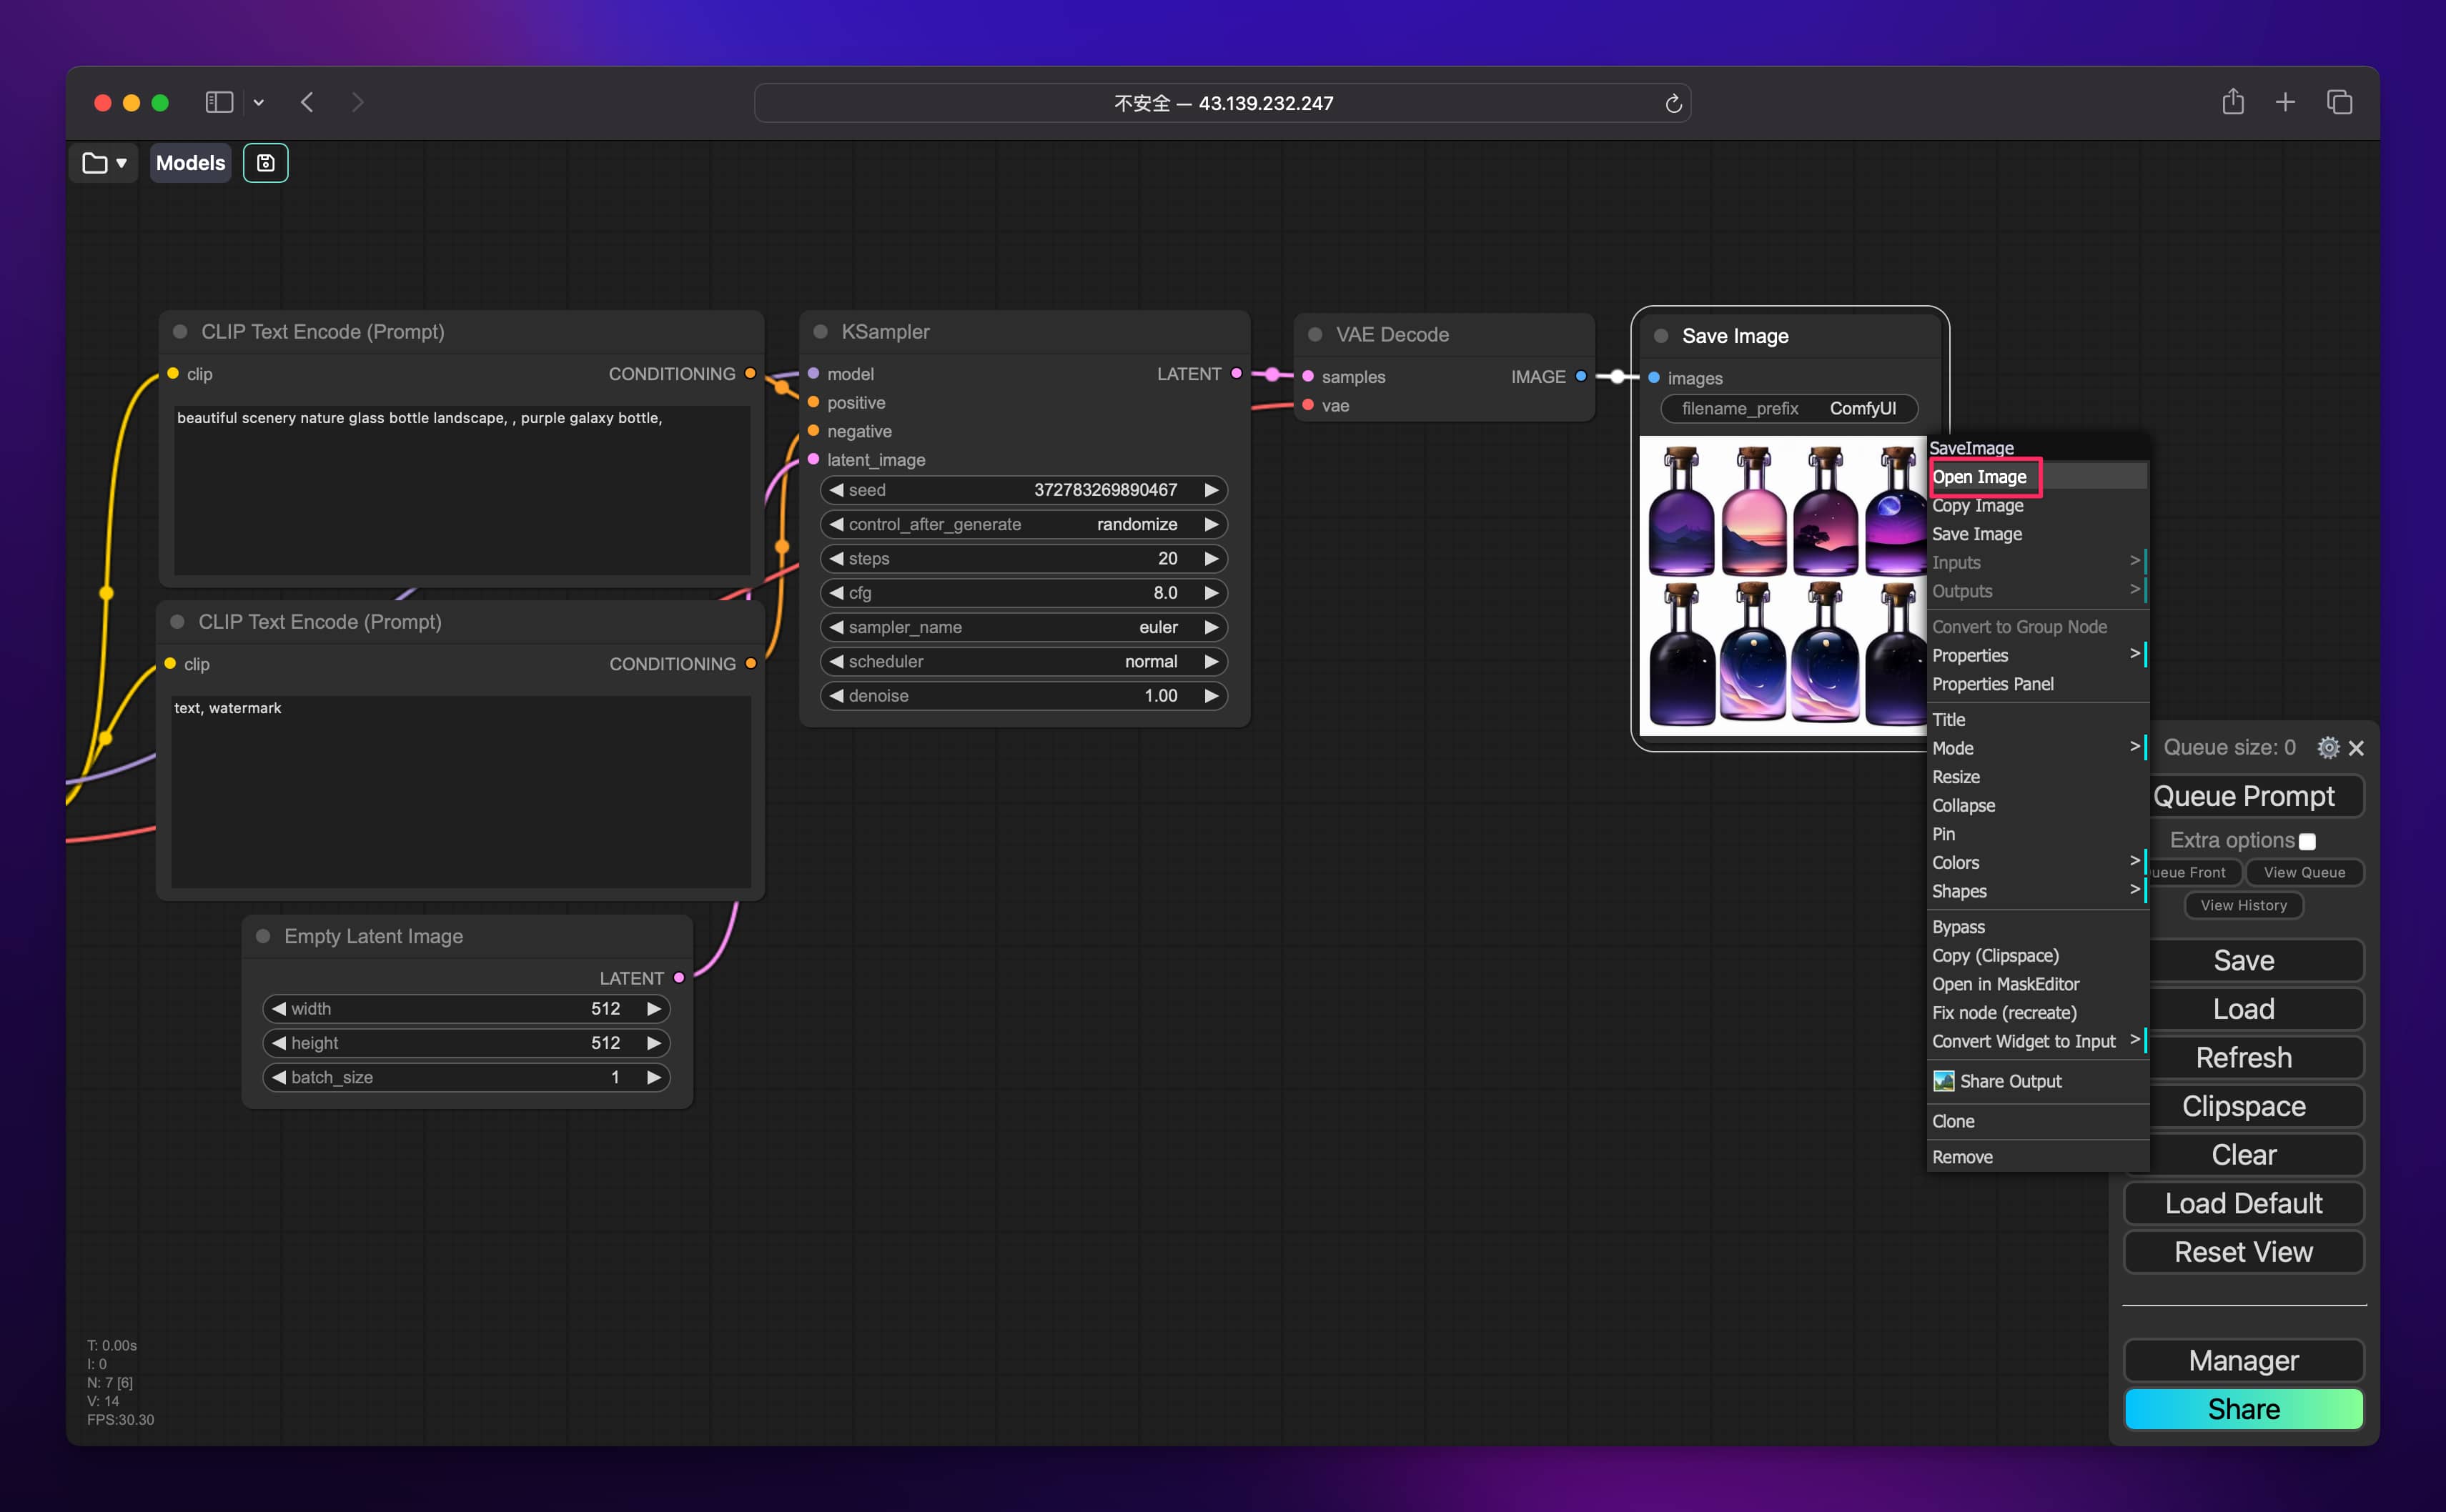 不安全 — 43.139.232.247
Models
CLIP Text Encode (Prompt)
clip
CONDITIONING
beautiful scenery nature glass bottle landscape, , purple galaxy bottle,
CLIP Text Encode (Prompt)
clip
CONDITIONING
text, watermark
Empty Latent Image
LATENT
width 512
height 512
batch_size 1
KSampler
model
LATENT
positive
negative
latent_image
seed 372783269890467
control_after_generate randomize
steps 20
cfg 8.0
sampler_name euler
scheduler normal
denoise 1.00
VAE Decode
samples
IMAGE
vae
Save Image
images
filename_prefix ComfyUI
SaveImage
Open Image
Copy Image
Save Image
Inputs >
Outputs >
Convert to Group Node
Properties >
Properties Panel
Title
Mode >
Resize
Collapse
Pin
Colors >
Shapes >
Bypass
Copy (Clipspace)
Open in MaskEditor
Fix node (recreate)
Convert Widget to Input >
Share Output
Clone
Remove
Queue size: 0
Queue Prompt
Extra options
ueue Front
View Queue
View History
Save
Load
Refresh
Clipspace
Clear
Load Default
Reset View
Manager
Share
T: 0.00s
I: 0
N: 7 [6]
V: 14
FPS:30.30